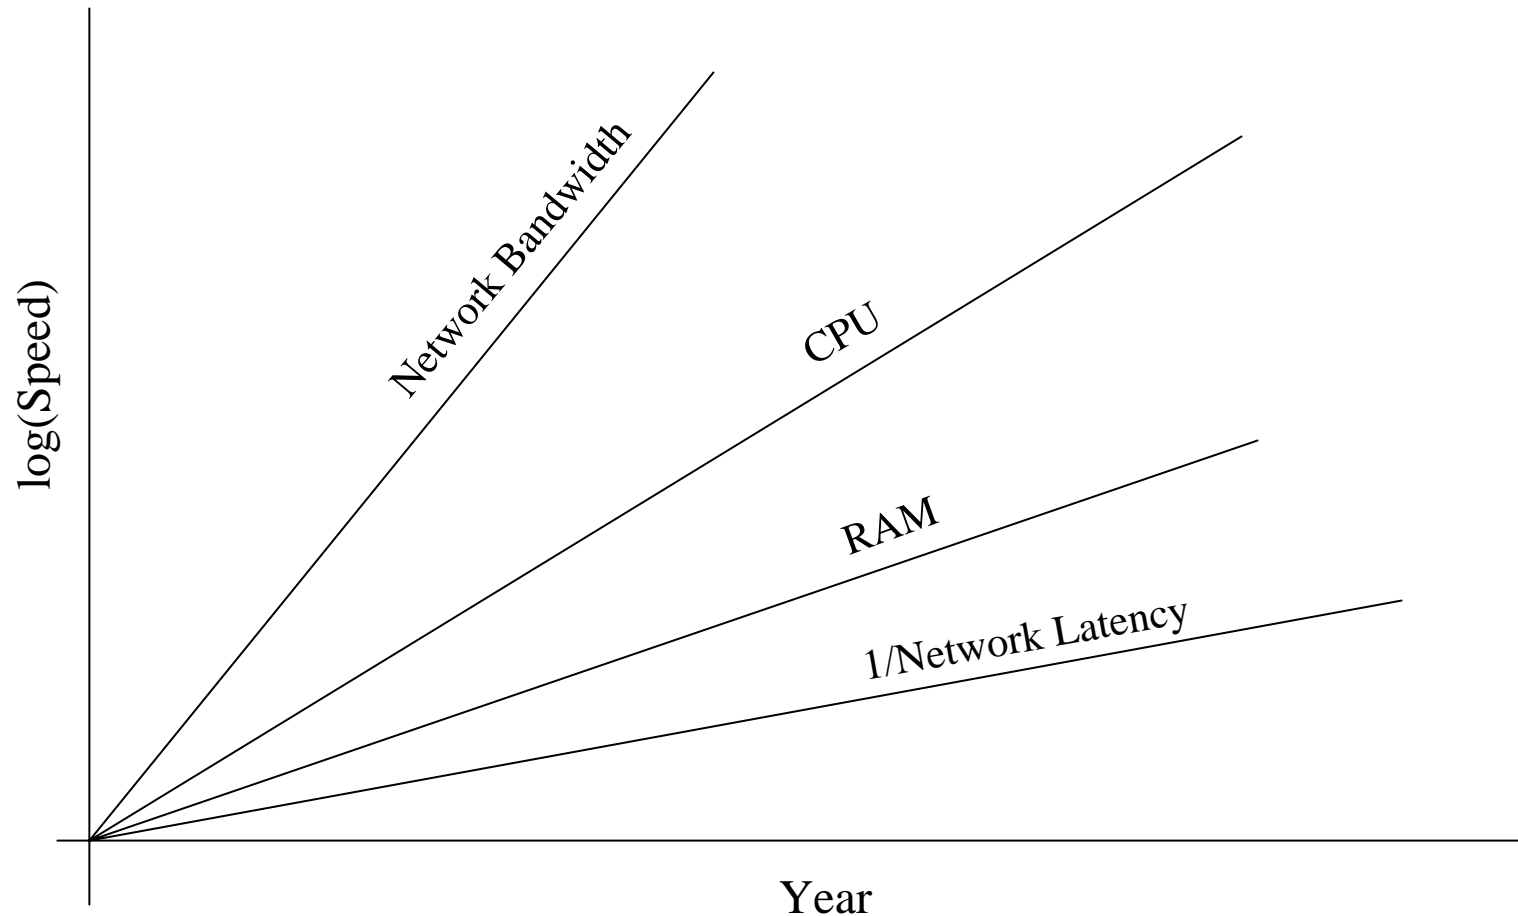 Network Bandwidth
CPU
log(Speed)
RAM
1/Network Latency
Year